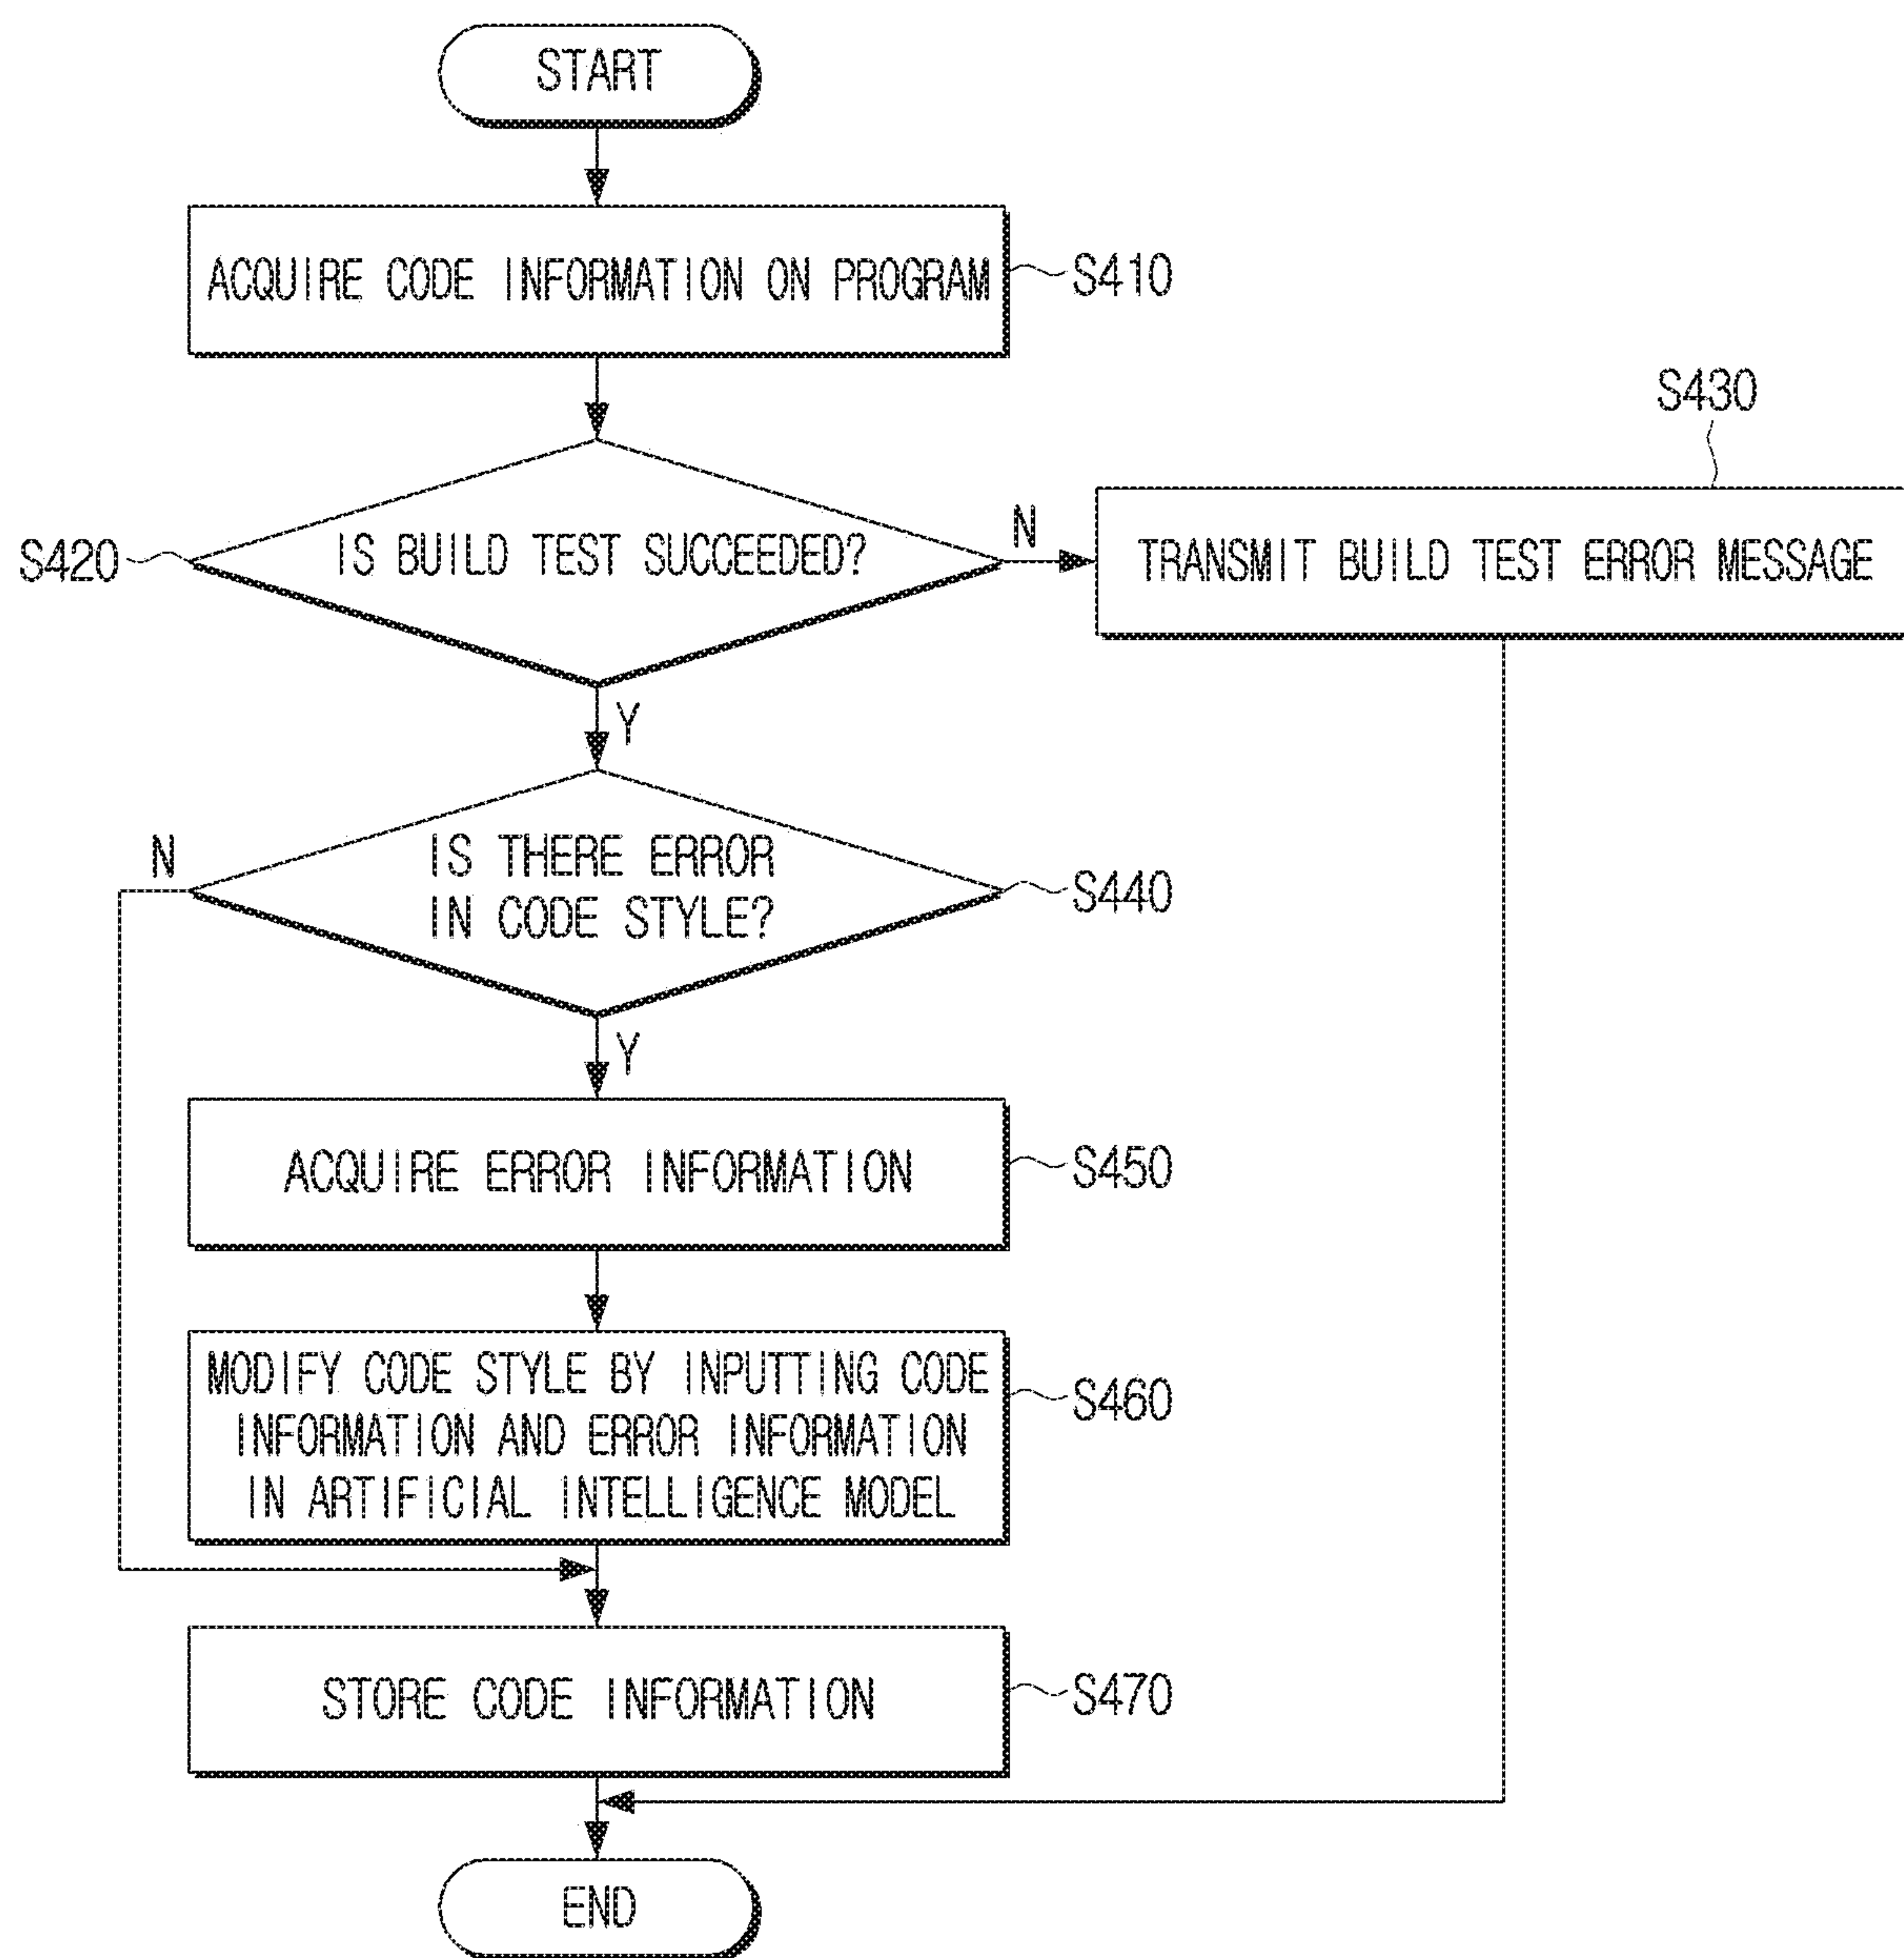 START
ACQUIRE CODE INFORMATION ON PROGRAM
S410
S430
S420
IS BUILD TEST SUCCEEDED?
N
TRANSMIT BUILD TEST ERROR MESSAGE
Y
N
IS THERE ERROR
IN CODE STYLE?
S440
Y
ACQUIRE ERROR INFORMATION
S450
MODIFY CODE STYLE BY INPUTTING CODE
INFORMATION AND ERROR INFORMATION
IN ARTIFICIAL INTELLIGENCE MODEL
S460
STORE CODE INFORMATION
S470
END